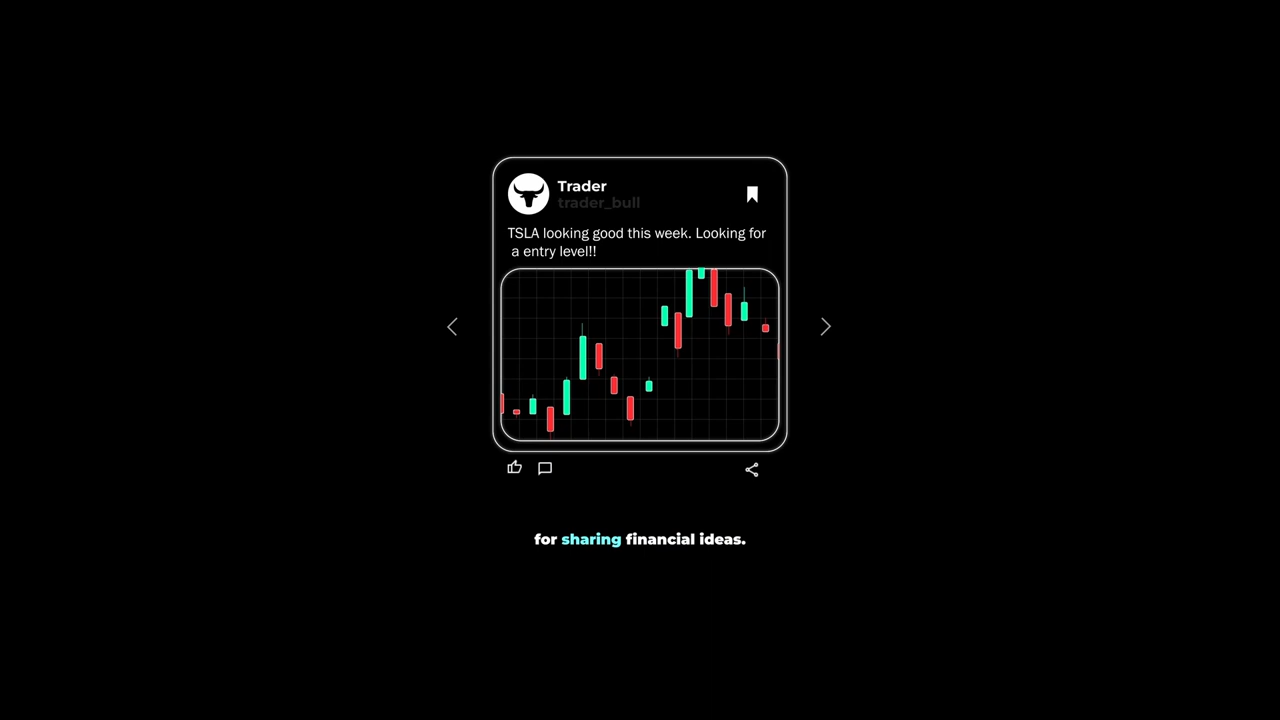 Trader
trader_bull
TSLA looking good this week. Looking for
a entry level!!
for sharing financial ideas.